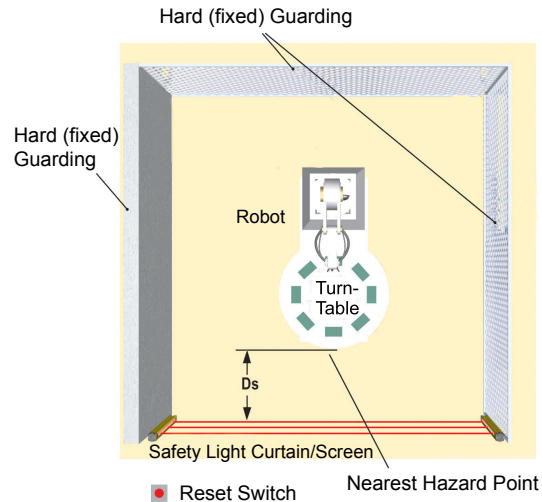 Hard (fixed) Guarding
Hard (fixed)
Guarding
Robot
Turn-
Table
Ds
Safety Light Curtain/Screen
Nearest Hazard Point
Reset Switch